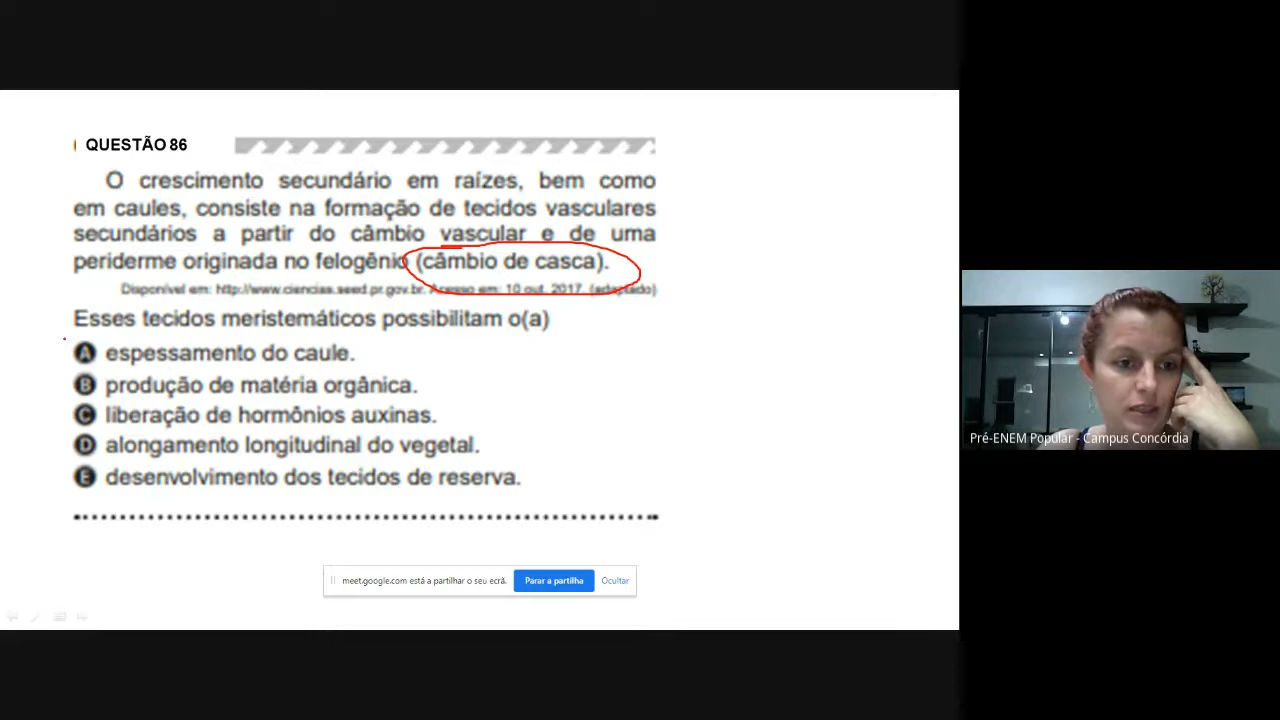 QUESTÃO 86
O crescimento secundário em raízes, bem como
em caules, consiste na formação de tecidos vasculares
secundários a partir do câmbio vascular e de uma
periderme originada no felogênio (câmbio de casca).
Disponível em: http://www.ciencias.seed.pr.gov.br. Acesso em: 10 out. 2017. (adaptado)
Esses tecidos meristemáticos possibilitam o(a)
A espessamento do caule.
B produção de matéria orgânica.
C liberação de hormônios auxinas.
D alongamento longitudinal do vegetal.
E desenvolvimento dos tecidos de reserva.
meet.google.com está a partilhar o seu ecrã. Parar a partilha Ocultar
Pré-ENEM Popular - Campus Concórdia